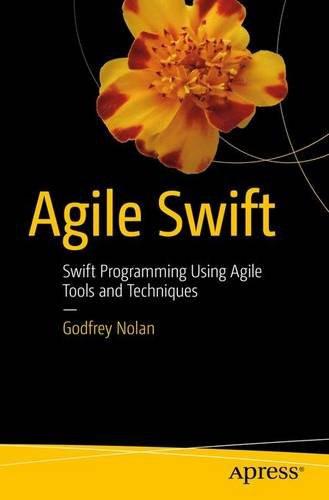 Agile Swift
Swift Programming Using Agile
Tools and Techniques
—
Godfrey Nolan
Apress®